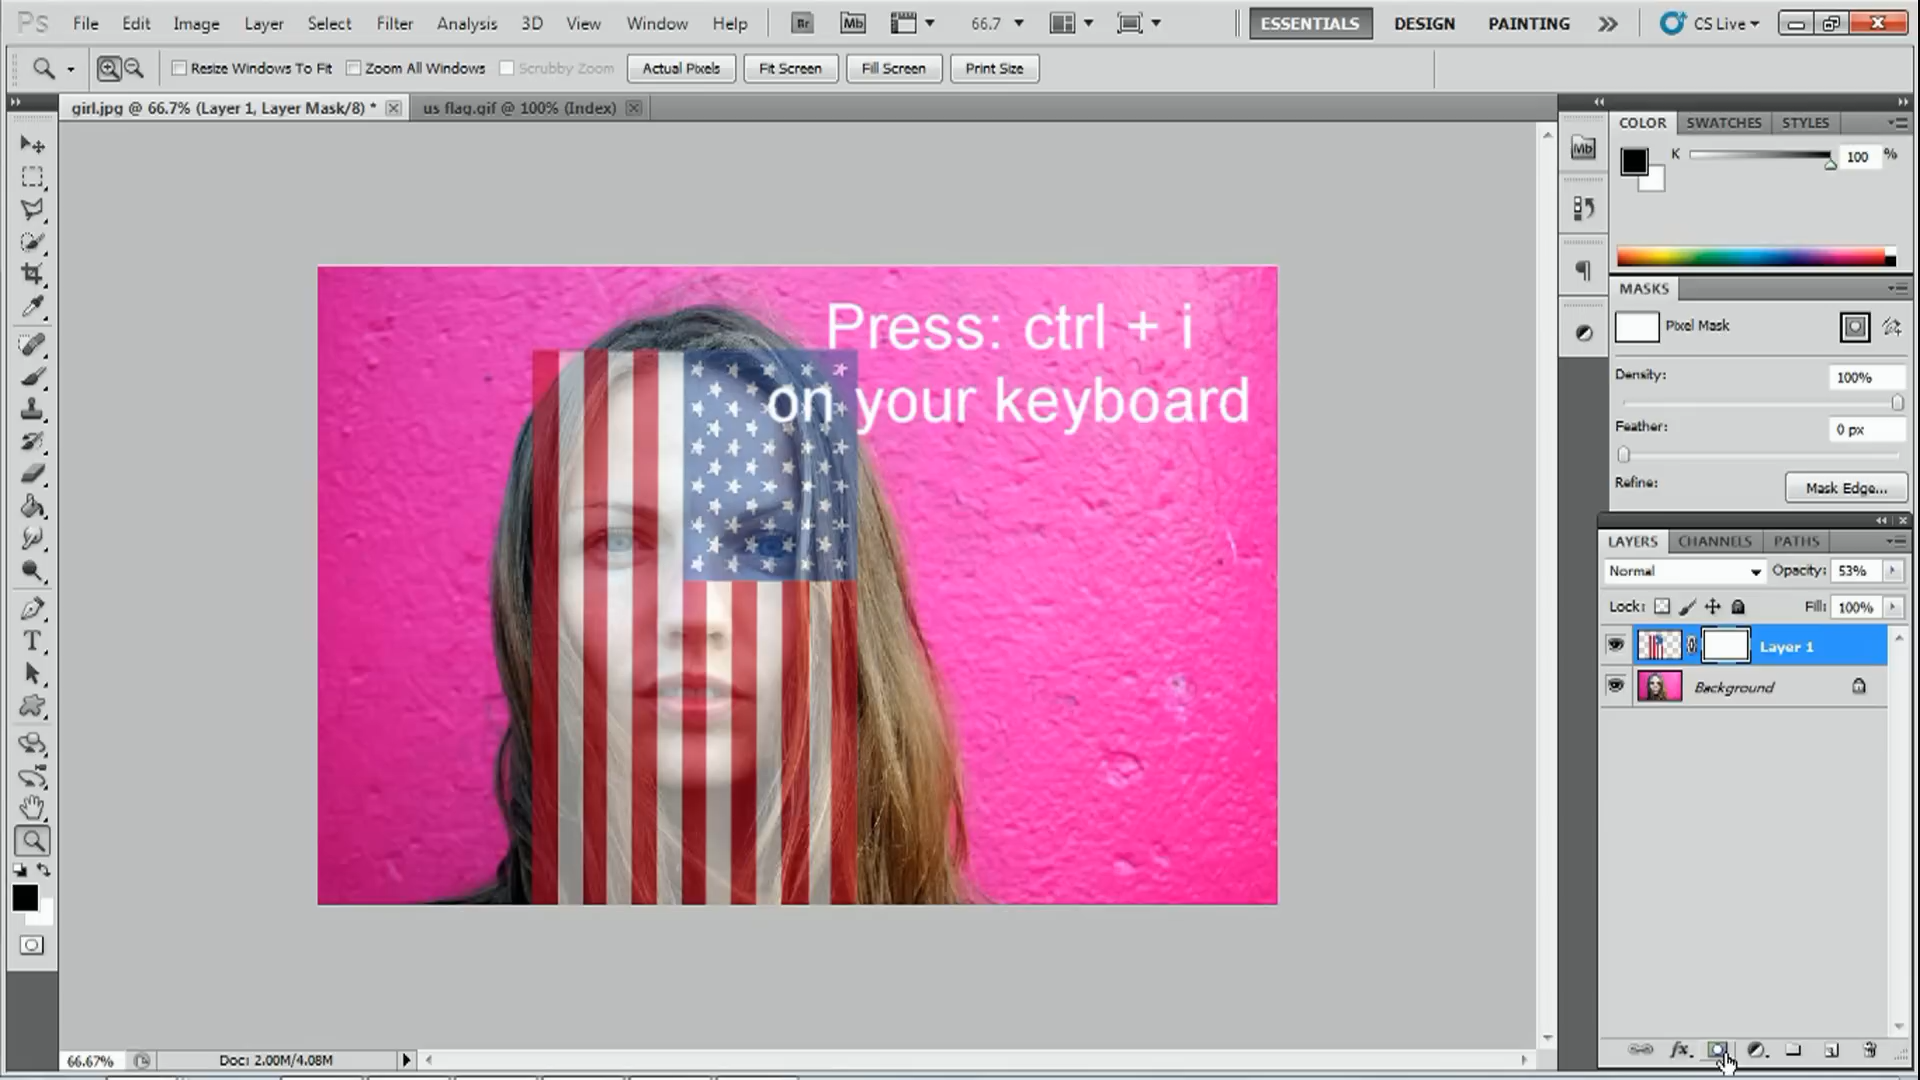 Ps File Edit Image Layer Select Filter Analysis 3D View Window Help Br Mb 66.7 ESSENTIALS DESIGN PAINTING CS Live
Resize Windows To Fit Zoom All Windows Scrubby Zoom Actual Pixels Fit Screen Fill Screen Print Size
girl.jpg @ 66.7% (Layer 1, Layer Mask/8) * us flag.gif @ 100% (Index)
COLOR SWATCHES STYLES
Mb
K 100 %
MASKS
Pixel Mask
Density: 100%
Feather: 0 px
Refine: Mask Edge...
Press: ctrl + i
on your keyboard
LAYERS CHANNELS PATHS
Normal Opacity: 53%
Lock: Fill: 100%
Layer 1
Background
T
fx
66.67% Doc: 2.00M/4.08M